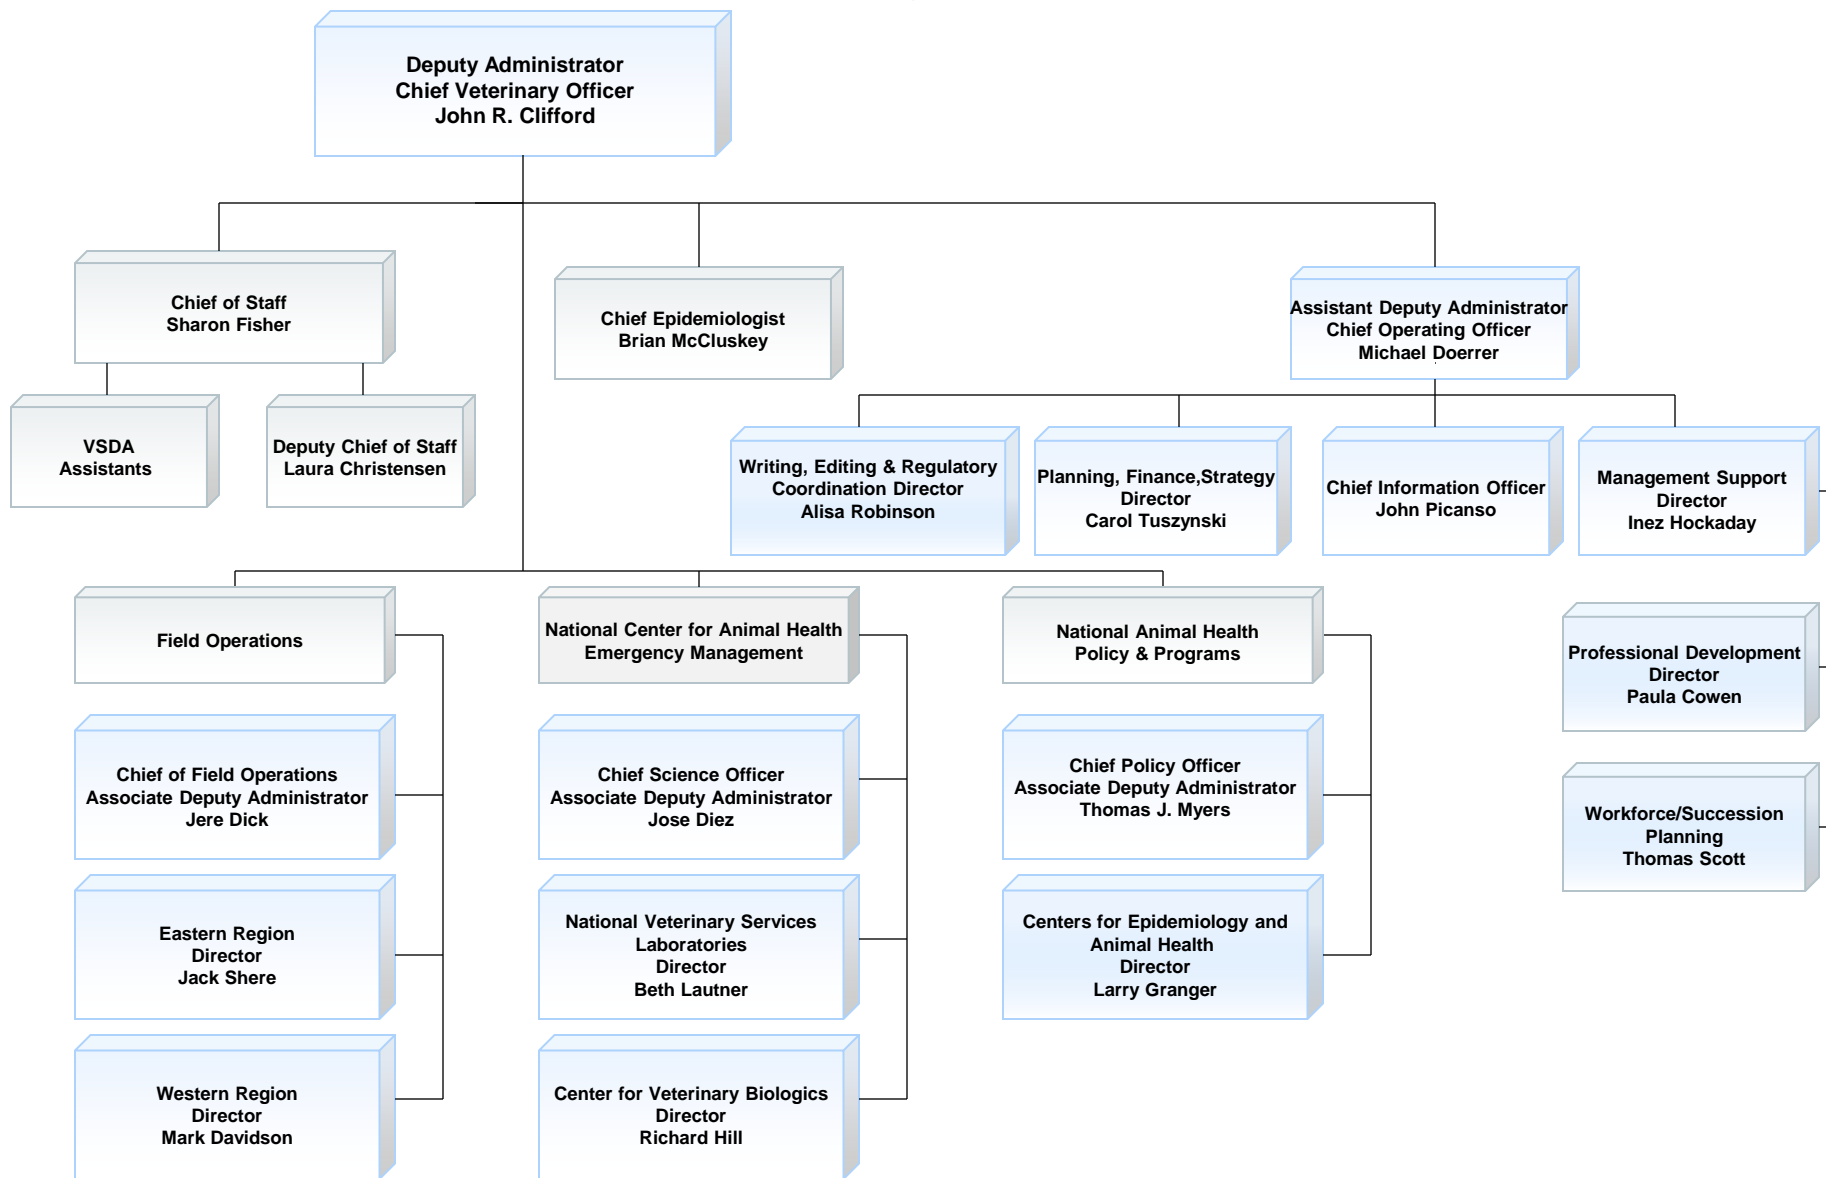 Deputy Administrator
Chief Veterinary Officer
John R. Clifford
Chief of Staff
Sharon Fisher
Chief Epidemiologist
Brian McCluskey
Assistant Deputy Administrator
Chief Operating Officer
Michael Doerrer
VSDA
Assistants
Deputy Chief of Staff
Laura Christensen
Writing, Editing & Regulatory
Coordination Director
Alisa Robinson
Planning, Finance,Strategy
Director
Carol Tuszynski
Chief Information Officer
John Picanso
Management Support
Director
Inez Hockaday
Field Operations
National Center for Animal Health
Emergency Management
National Animal Health
Policy & Programs
Professional Development
Director
Paula Cowen
Chief of Field Operations
Associate Deputy Administrator
Jere Dick
Chief Science Officer
Associate Deputy Administrator
Jose Diez
Chief Policy Officer
Associate Deputy Administrator
Thomas J. Myers
Workforce/Succession
Planning
Thomas Scott
Eastern Region
Director
Jack Shere
National Veterinary Services
Laboratories
Director
Beth Lautner
Centers for Epidemiology and
Animal Health
Director
Larry Granger
Western Region
Director
Mark Davidson
Center for Veterinary Biologics
Director
Richard Hill